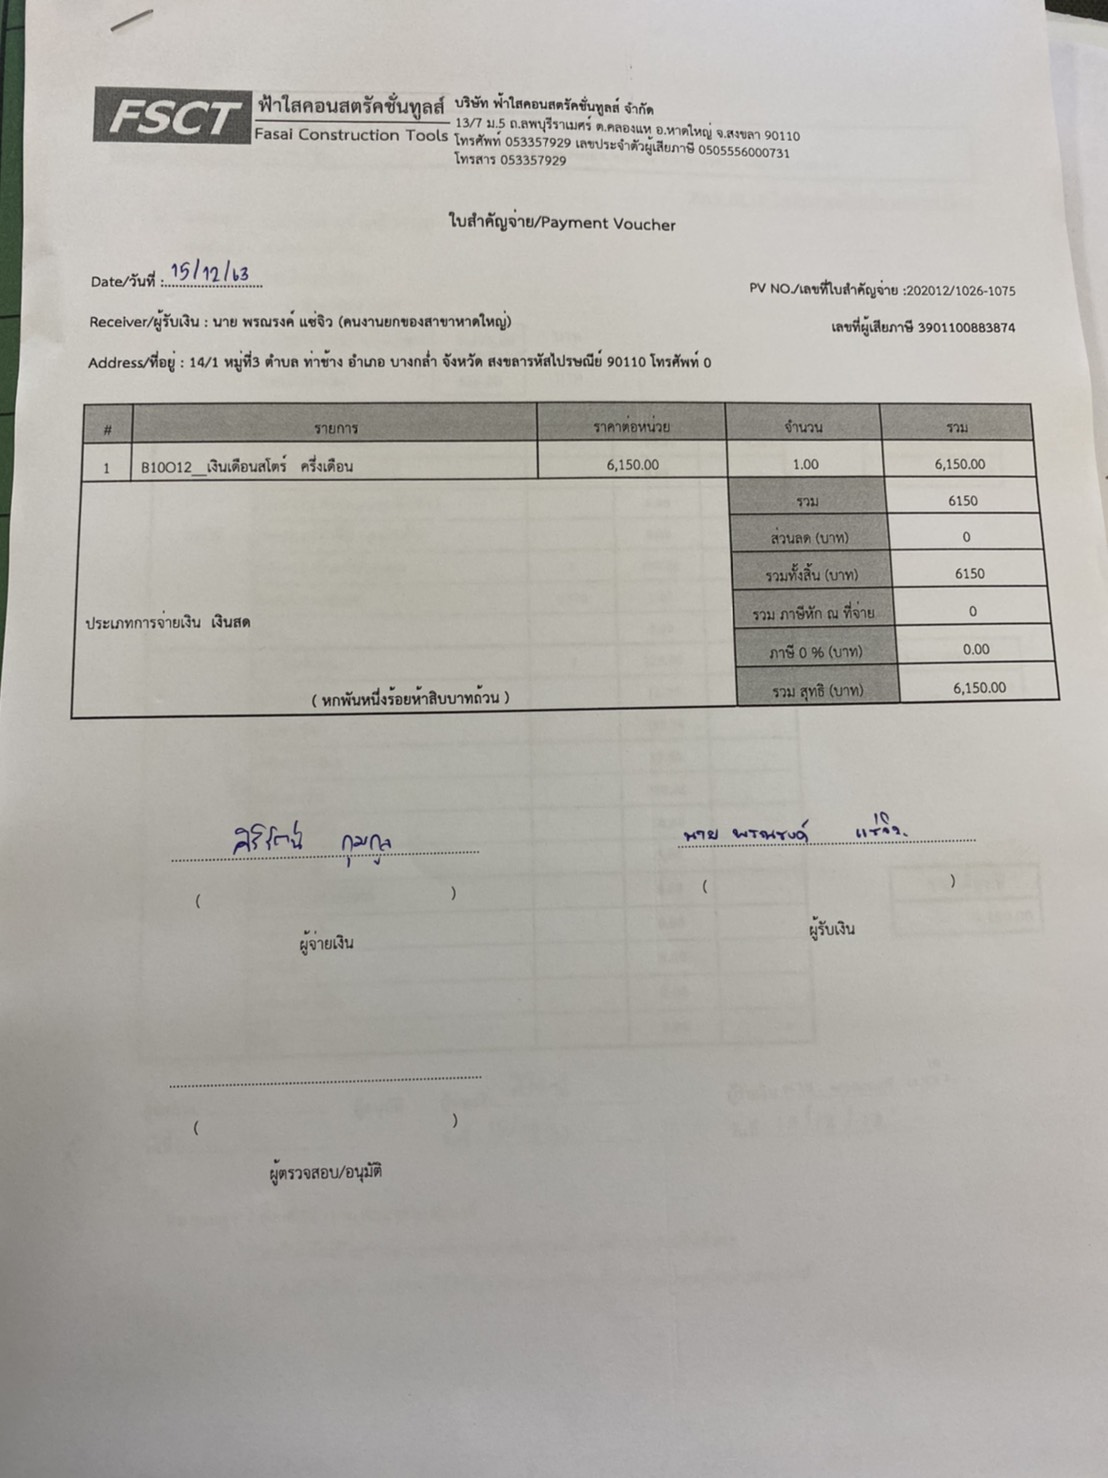 FSCT ฟ้าใสคอนสตรัคชั่นทูลส์
Fasai Construction Tools
บริษัท ฟ้าใสคอนสตรัคชั่นทูลส์ จำกัด
13/7 ม.5 ถ.ลพบุรีราเมศร์ ต.คลองแห อ.หาดใหญ่ จ.สงขลา 90110
โทรศัพท์ 053357929 เลขประจำตัวผู้เสียภาษี 0505556000731
โทรสาร 053357929
ใบสำคัญจ่าย/Payment Voucher
Date/วันที่ : 15/12/63
PV NO./เลขที่ใบสำคัญจ่าย :202012/1026-1075
Receiver/ผู้รับเงิน : นาย พรณรงค์ แซ่จิว (คนงานยกของสาขาหาดใหญ่)
เลขที่ผู้เสียภาษี 3901100883874
Address/ที่อยู่ : 14/1 หมู่ที่3 ตำบล ท่าช้าง อำเภอ บางกล่ำ จังหวัด สงขลารหัสไปรษณีย์ 90110 โทรศัพท์ 0
# รายการ ราคาต่อหน่วย จำนวน รวม
1 B10O12__เงินเดือนสโตร์ ครึ่งเดือน 6,150.00 1.00 6,150.00
รวม 6150
ส่วนลด (บาท) 0
รวมทั้งสิ้น (บาท) 6150
ประเภทการจ่ายเงิน เงินสด
รวม ภาษีหัก ณ ที่จ่าย 0
ภาษี 0 % (บาท) 0.00
( หกพันหนึ่งร้อยห้าสิบบาทถ้วน )
รวม สุทธิ (บาท) 6,150.00
ศิริรัตน์ กุมกูล
นาย พรณรงค์ แซ่จิว
( ) ( )
ผู้จ่ายเงิน ผู้รับเงิน
( )
ผู้ตรวจสอบ/อนุมัติ